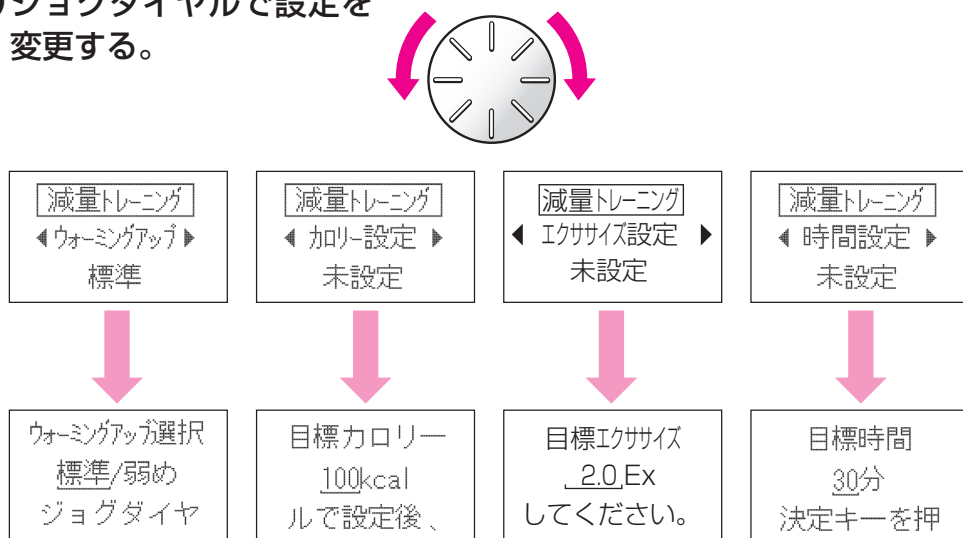 ジョグダイヤルで設定を
変更する。
減量トレーニング
◀ウォーミングアップ▶
標準
減量トレーニング
◀ カロリー設定 ▶
未設定
減量トレーニング
◀ エクササイズ設定 ▶
未設定
減量トレーニング
◀ 時間設定 ▶
未設定
ウォーミングアップ選択
標準/弱め
ジョグダイヤ
目標カロリー
100kcal
ルで設定後、
目標エクササイズ
2.0 Ex
してください。
目標時間
30分
決定キーを押